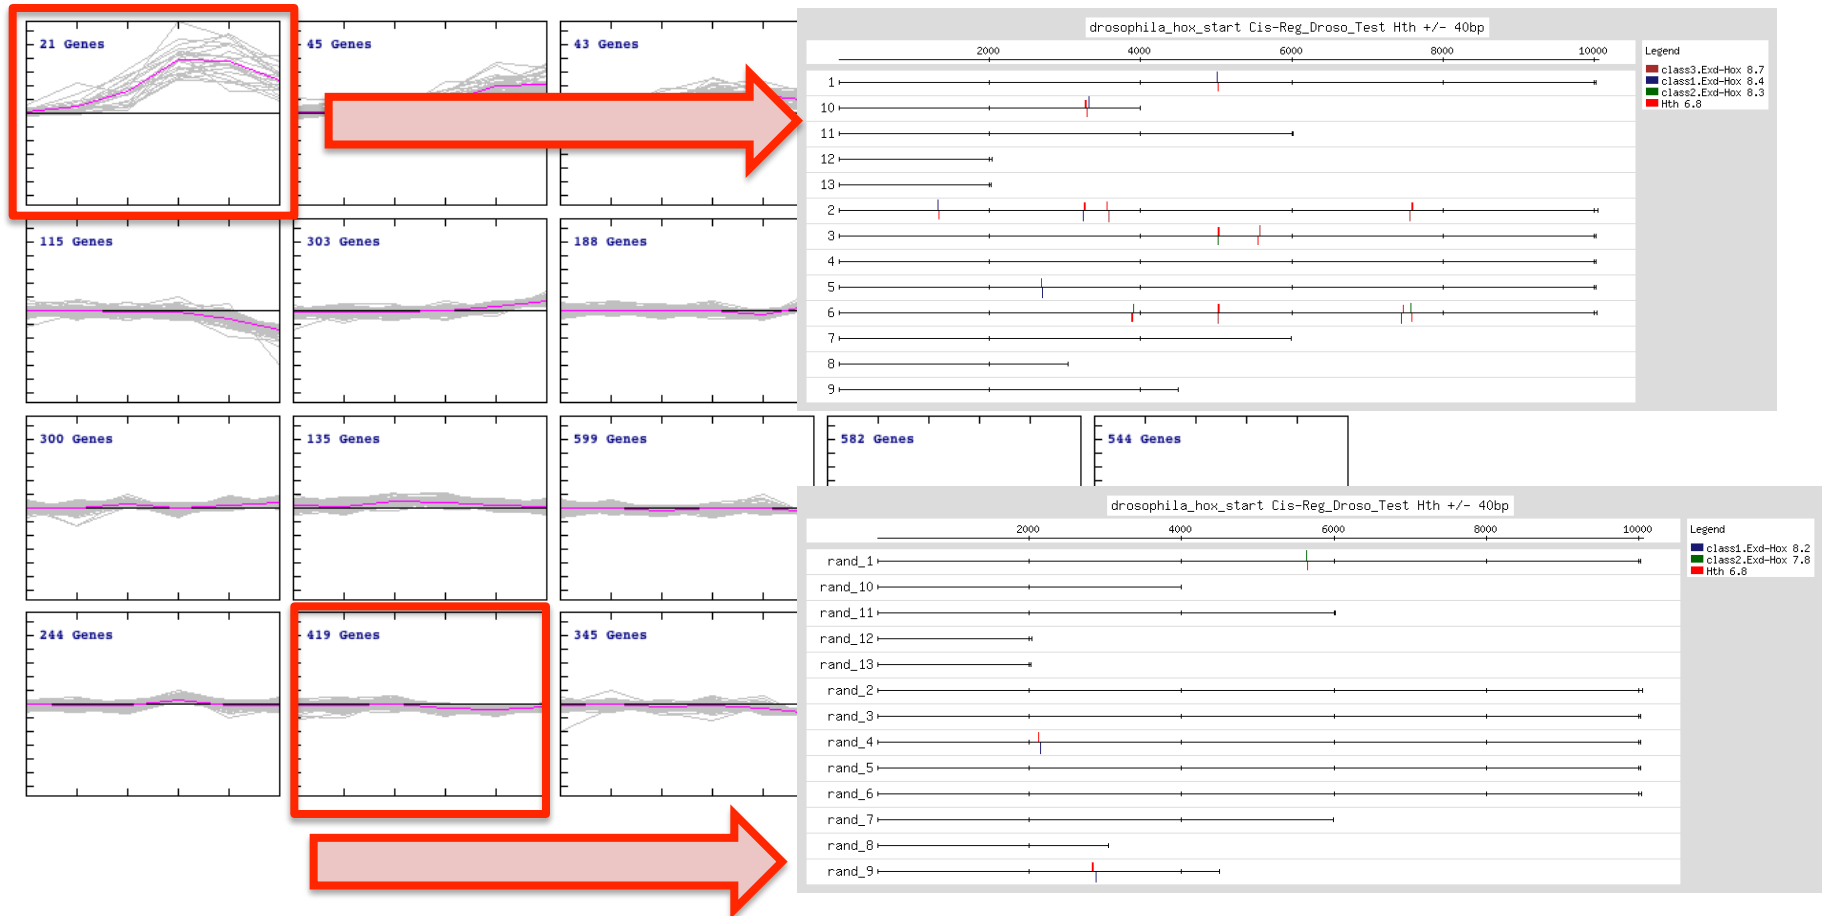 21 Genes
45 Genes
43 Genes
drosophila_hox_start Cis-Reg_Droso_Test Hth +/- 40bp
2000 4000 6000 8000 10000
Legend
class3.Exd-Hox 8.7
class1.Exd-Hox 8.4
class2.Exd-Hox 8.3
Hth 6.8
1
10
11
12
13
2
3
4
5
6
7
8
9
115 Genes
303 Genes
188 Genes
300 Genes
135 Genes
599 Genes
582 Genes
544 Genes
drosophila_hox_start Cis-Reg_Droso_Test Hth +/- 40bp
2000 4000 6000 8000 10000
Legend
class1.Exd-Hox 8.2
class2.Exd-Hox 7.8
Hth 6.8
rand_1
rand_10
rand_11
rand_12
rand_13
rand_2
rand_3
rand_4
rand_5
rand_6
rand_7
rand_8
rand_9
244 Genes
419 Genes
345 Genes